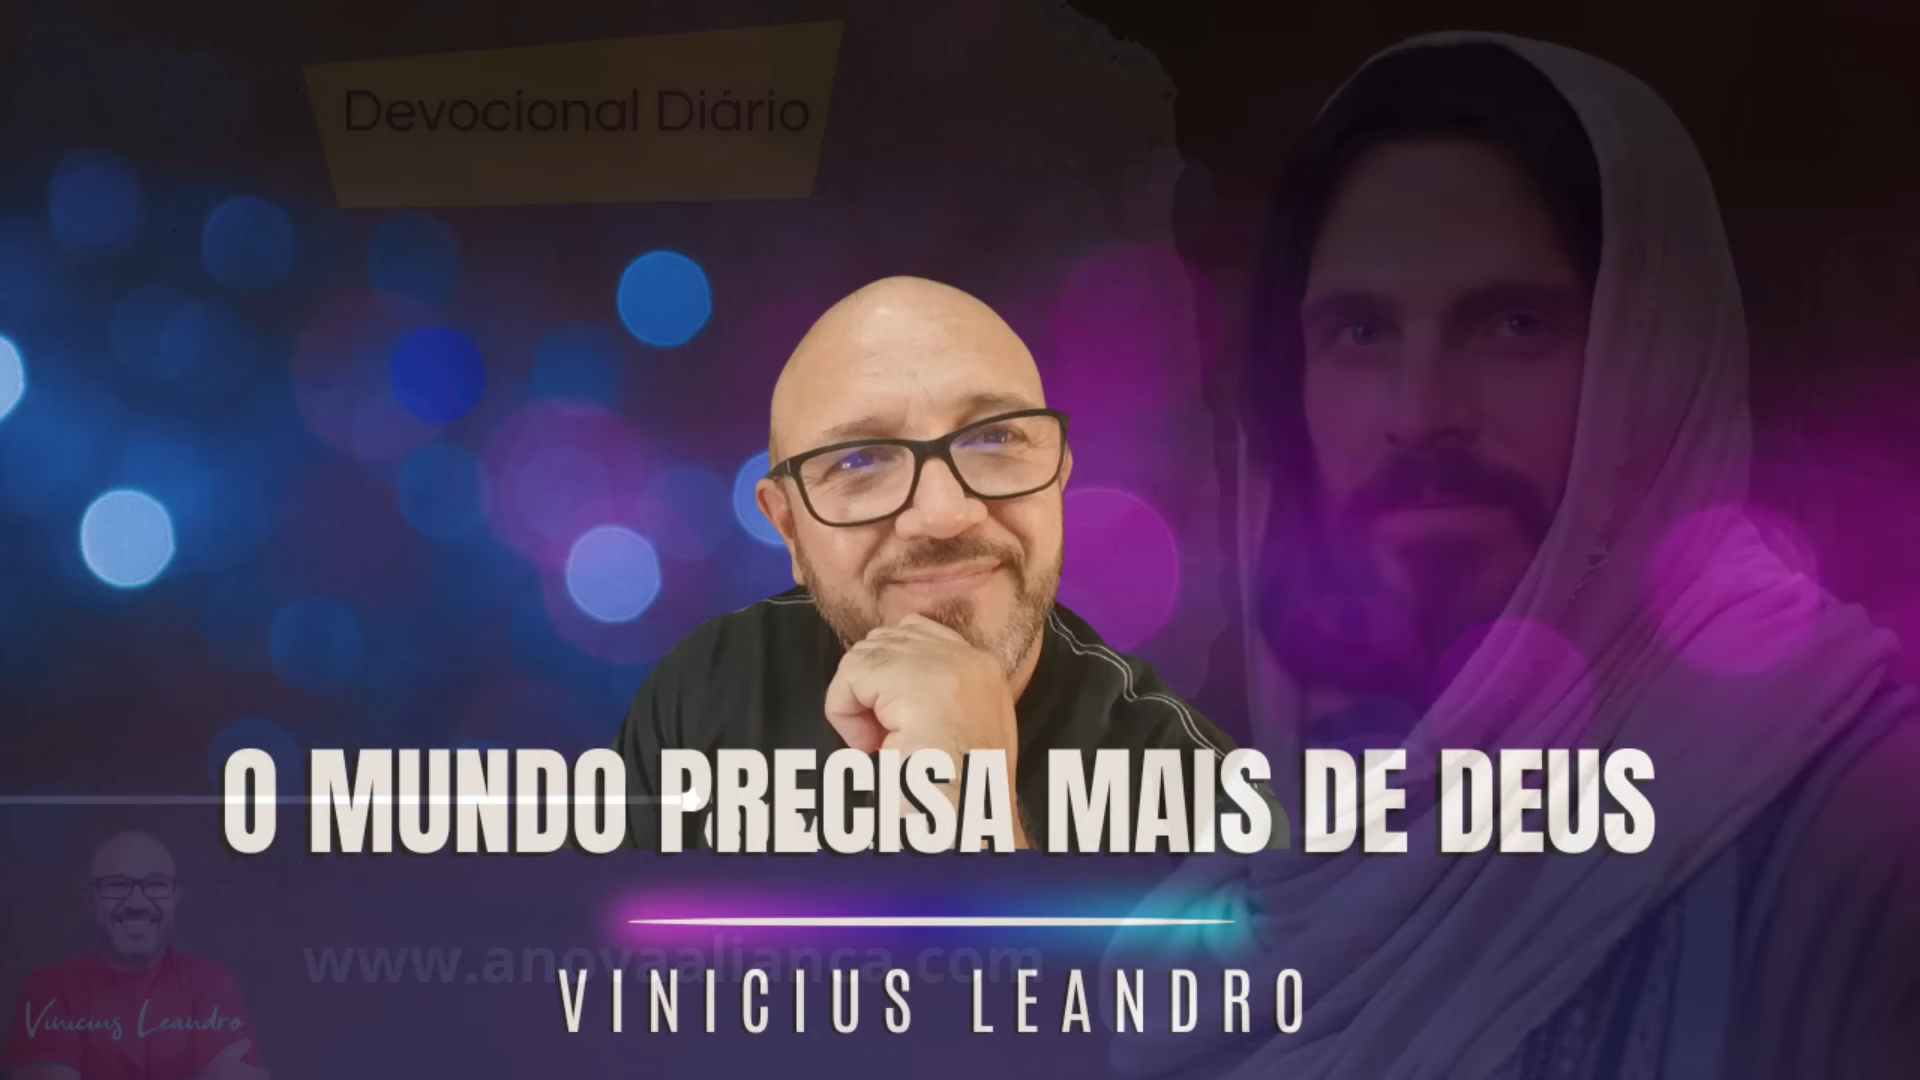 Devocional Diário
O MUNDO PRECISA MAIS DE DEUS
www.anovaalianca.com
VINICIUS LEANDRO
Vinicius Leandro